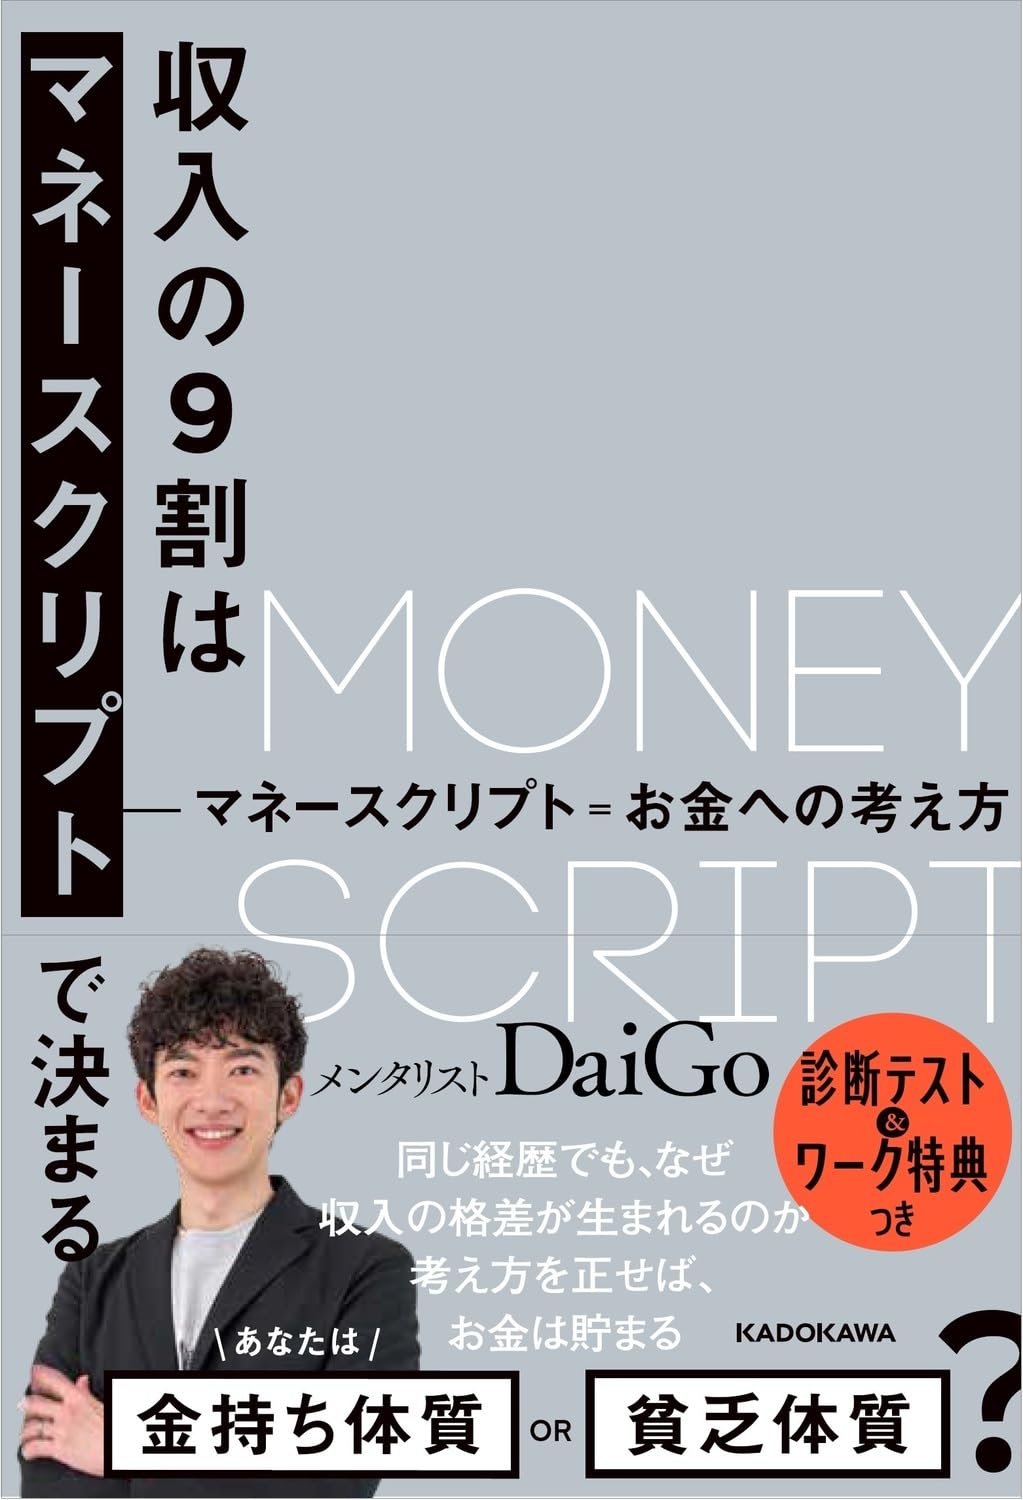 収入の9割は
マネースクリプト
で決まる
MONEY
マネースクリプト=お金への考え方
SCRIPT
メンタリストDaiGo
診断テスト
&
ワーク特典
つき
同じ経歴でも、なぜ
収入の格差が生まれるのか
考え方を正せば、
お金は貯まる
KADOKAWA
\あなたは/
金持ち体質 OR 貧乏体質?